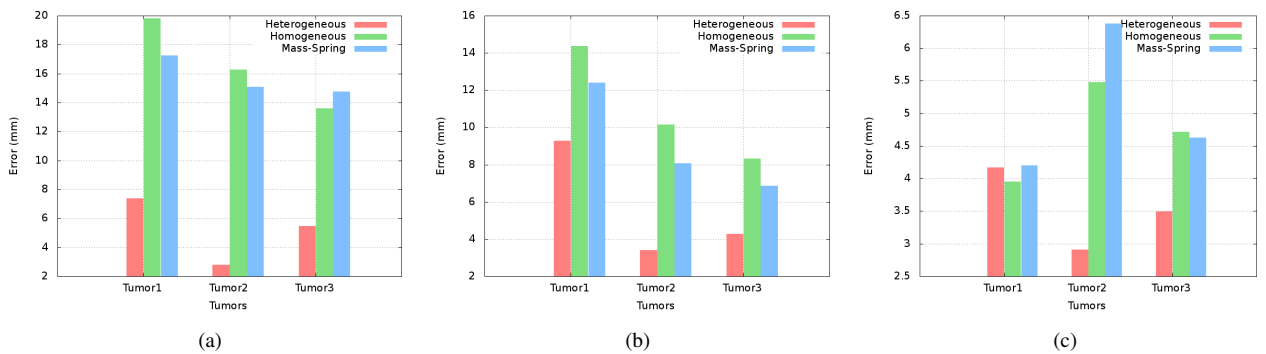 20
18
16
14
12
10
8
6
4
2
Error (mm)
Heterogeneous
Homogeneous
Mass-Spring
Tumor1
Tumor2
Tumor3
Tumors
(a)
16
14
12
10
8
6
4
2
Error (mm)
Heterogeneous
Homogeneous
Mass-Spring
Tumor1
Tumor2
Tumor3
Tumors
(b)
6.5
6
5.5
5
4.5
4
3.5
3
2.5
Error (mm)
Heterogeneous
Homogeneous
Mass-Spring
Tumor1
Tumor2
Tumor3
Tumors
(c)